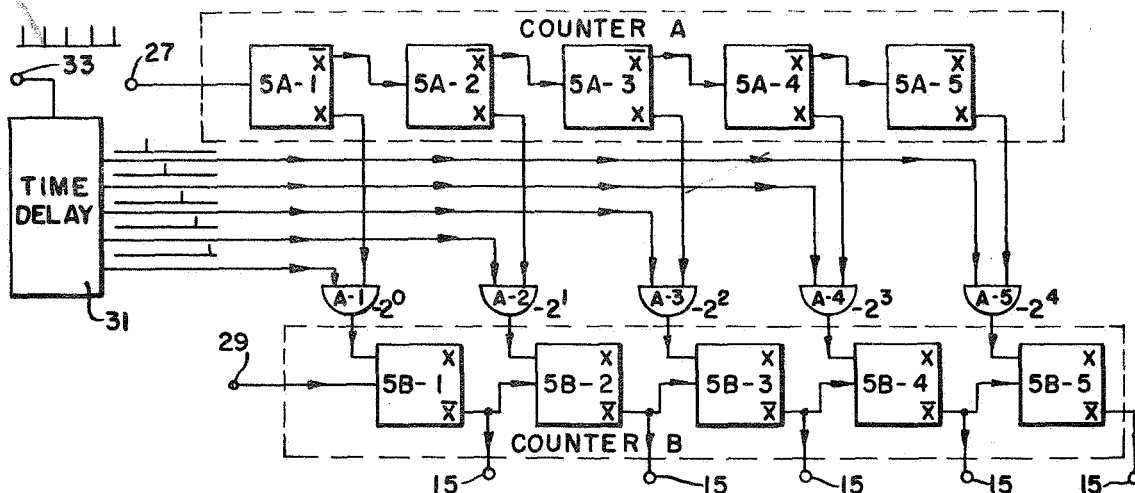 COUNTER A
33
27
5A-1 X̅ X
5A-2 X̅ X
5A-3 X̅ X
5A-4 X̅ X
5A-5 X̅ X
TIME
DELAY
31
A-1 -2⁰
A-2 -2¹
A-3 -2²
A-4 -2³
A-5 -2⁴
29
5B-1 X X̅
5B-2 X X̅
5B-3 X X̅
5B-4 X X̅
5B-5 X X̅
COUNTER B
15 15 15 15 15